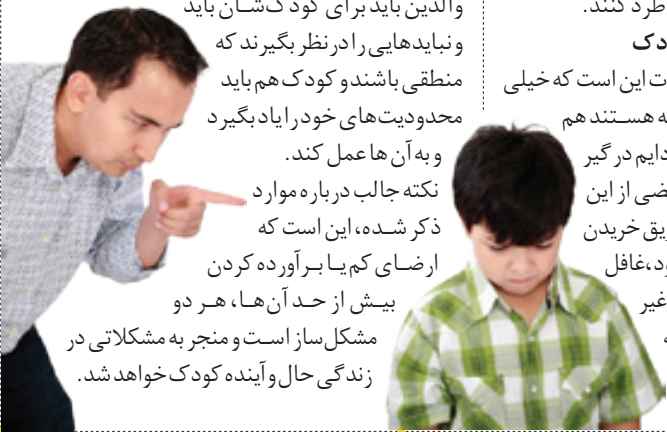 طرد کنند.
دک
ت این است که خیلی
ه هستند هم
دایم درگیر
ضی از این
یق خریدن
ود، غافل
غیر
والدین باید برای کودکشان باید
و نبایدهایی را در نظر بگیرند که
منطقی باشند و کودک هم باید
محدودیت‌های خود را یاد بگیرد
و به آن ها عمل کند.
نکته جالب درباره موارد
ذکر شده، این است که
ارضای کم یا برآورده کردن
بیش از حد آن‌ها، هر دو
مشکل‌ساز است و منجر به مشکلاتی در
زندگی حال و آینده کودک خواهد شد.